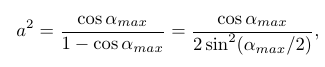 $a^2 = \frac{\cos \alpha_{max}}{1 - \cos \alpha_{max}} = \frac{\cos \alpha_{max}}{2 \sin^2(\alpha_{max}/2)},$